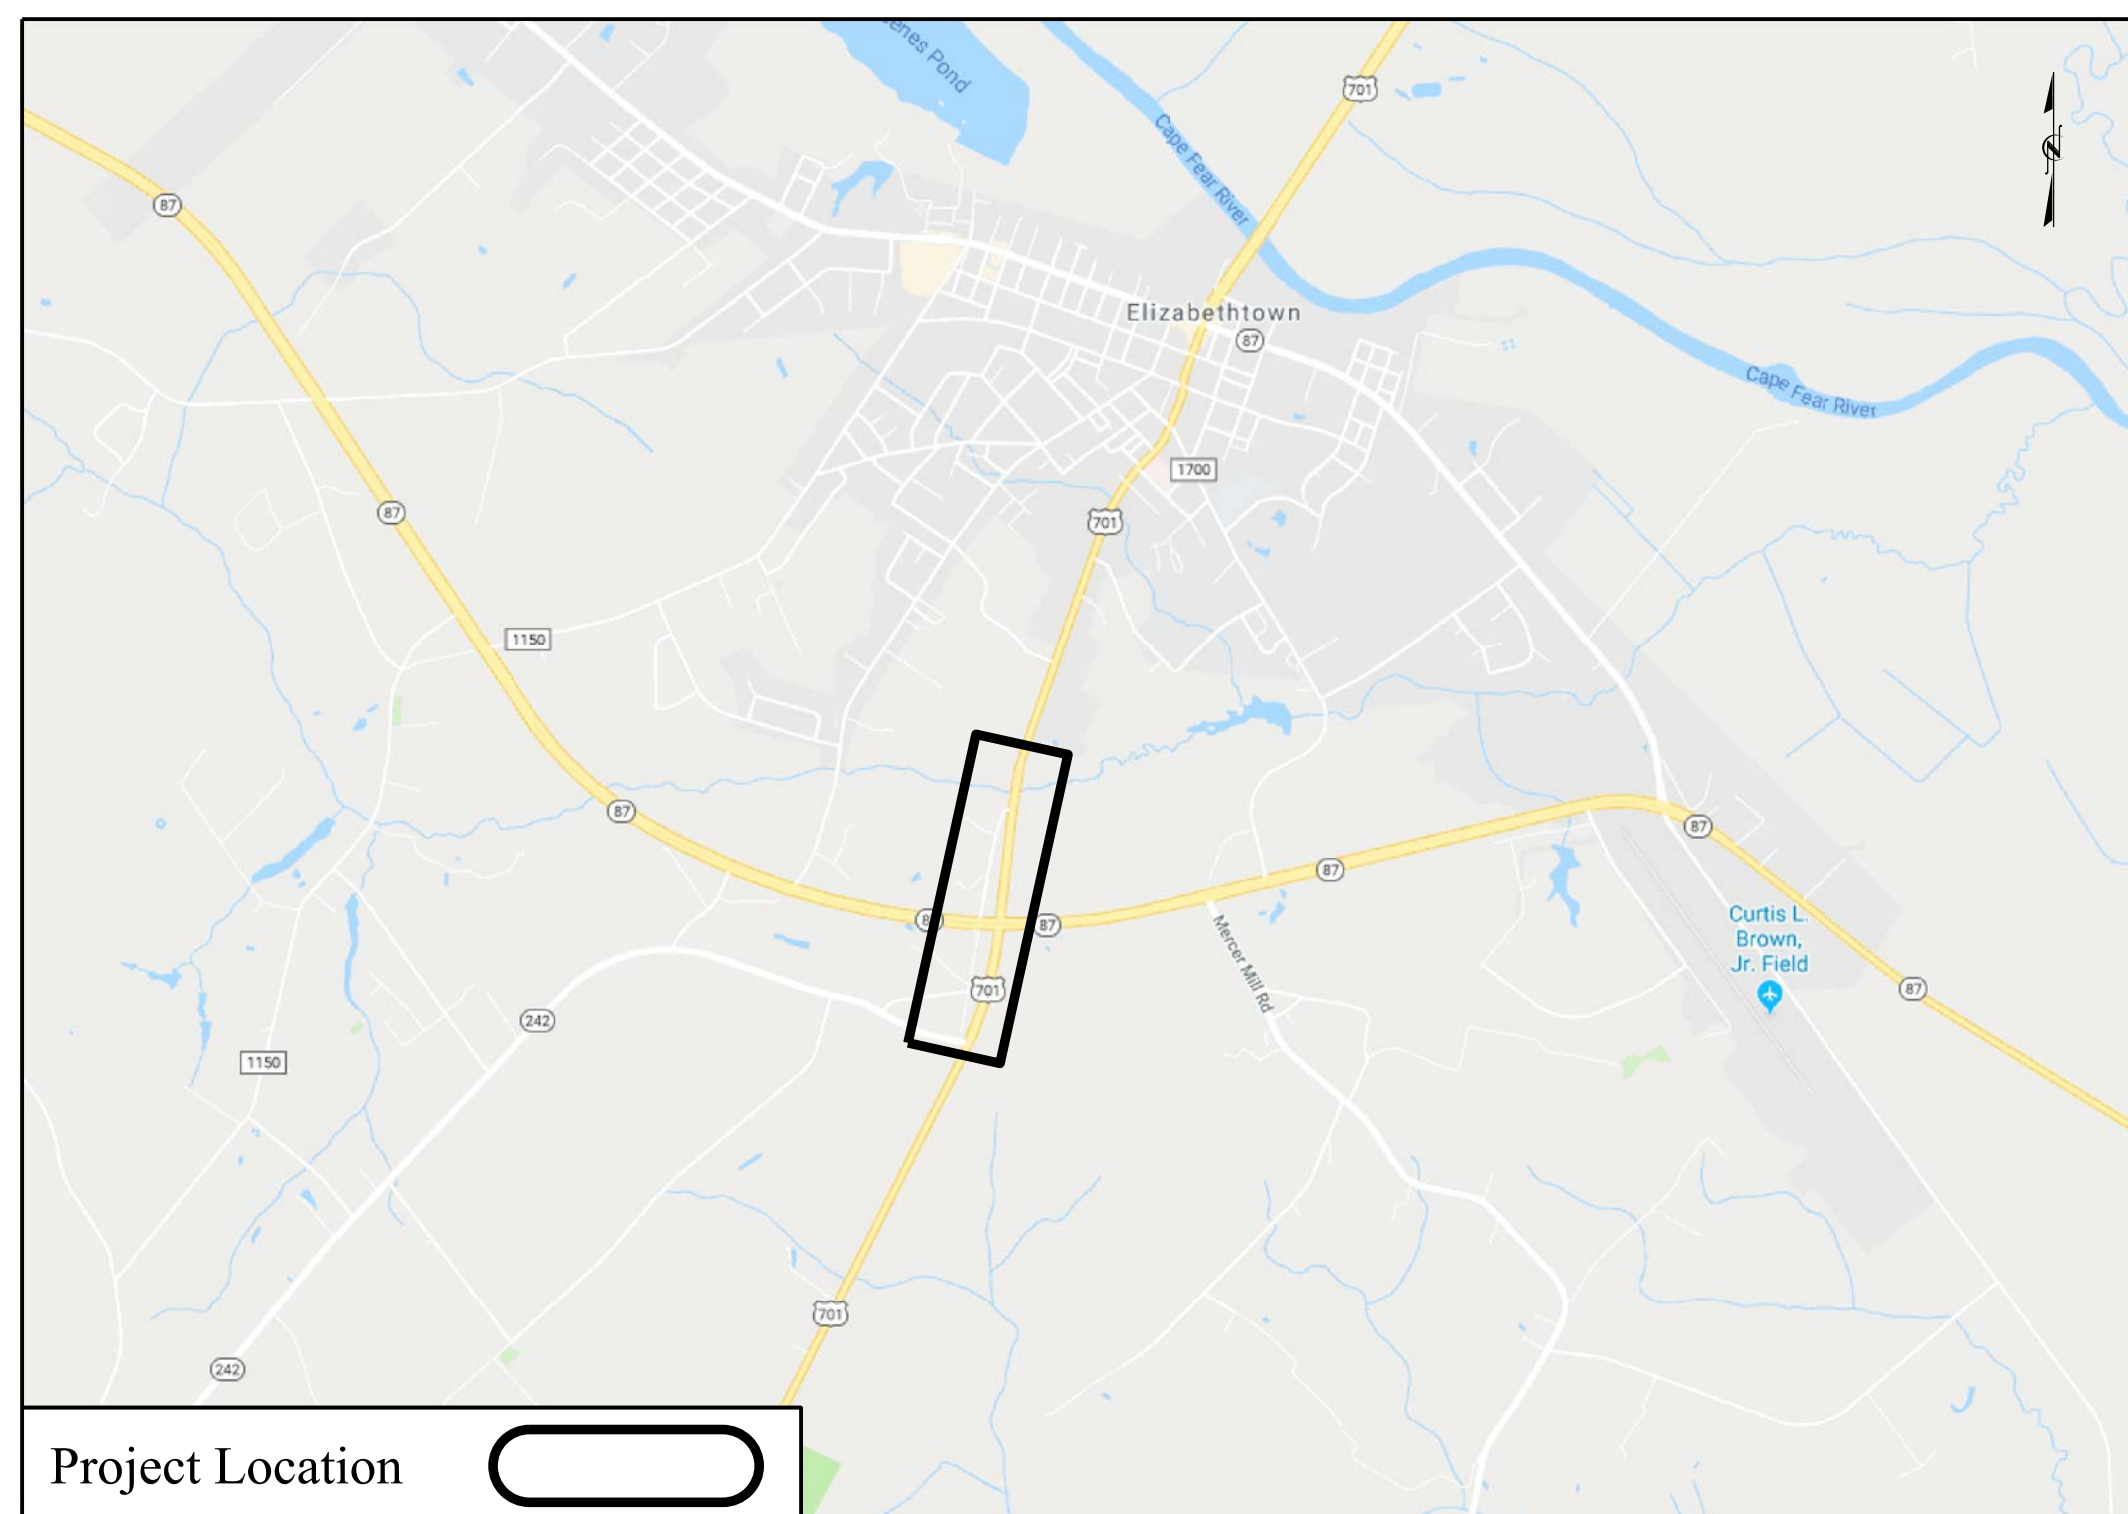 701
Cape Fear River
N
87
Elizabethtown
87
Cape Fear River
1700
87
701
1150
87
87
87
87
87
Curtis L.
Brown,
Jr. Field
Mercer Mill Rd
701
87
242
1150
701
242
Project Location